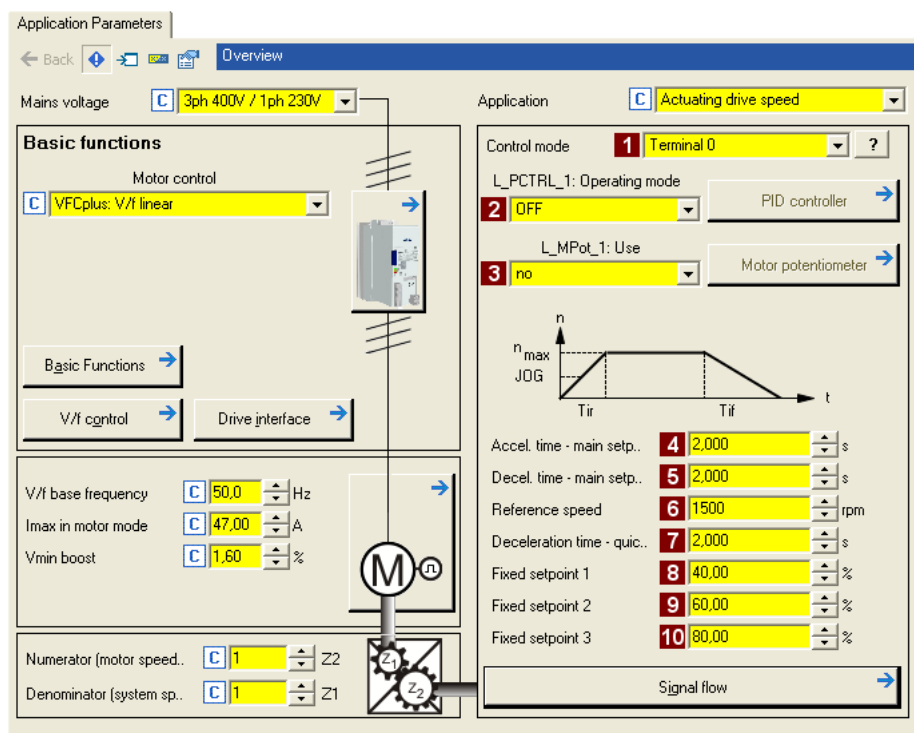 Application Parameters
Back
Overview
Mains voltage C 3ph 400V / 1ph 230V
Application C Actuating drive speed
Basic functions
Motor control
C VFCplus: V/f linear
Control mode 1 Terminal 0 ?
L_PCTRL_1: Operating mode
2 OFF PID controller
L_MPot_1: Use
3 no Motor potentiometer
n
n max
JOG
t
Tir Tif
Basic Functions
V/f control Drive interface
V/f base frequency C 50,0 Hz
Imax in motor mode C 47,00 A
Vmin boost C 1,60 %
M
Accel. time - main setp.. 4 2,000 s
Decel. time - main setp.. 5 2,000 s
Reference speed 6 1500 rpm
Deceleration time - quic.. 7 2,000 s
Fixed setpoint 1 8 40,00 %
Fixed setpoint 2 9 60,00 %
Fixed setpoint 3 10 80,00 %
Numerator (motor speed.. C 1 Z2
Denominator (system sp.. C 1 Z1
Z1
Z2
Signal flow